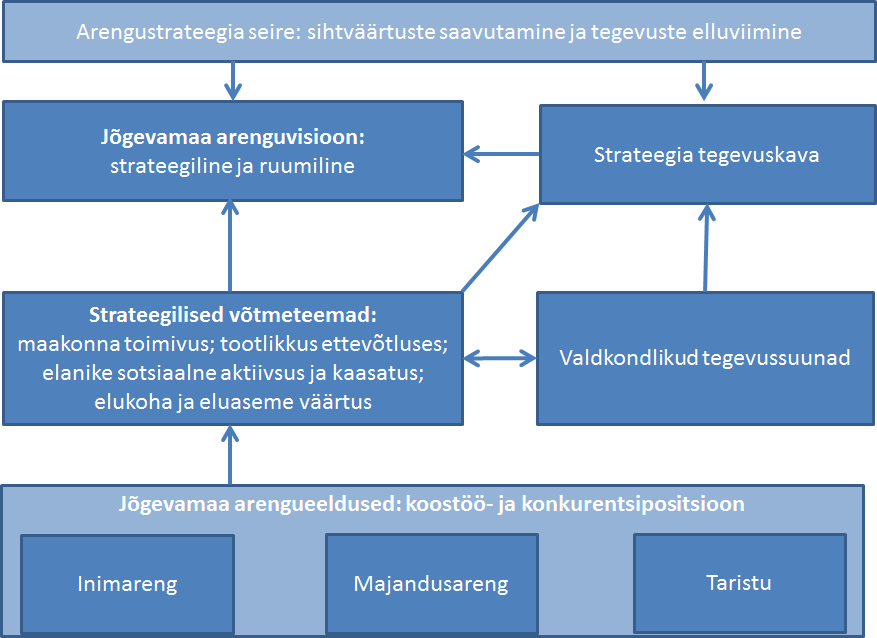 Arengustrateegia seire: sihtväärtuste saavutamine ja tegevuste elluviimine
Jõgevamaa arenguvisioon:
strateegiline ja ruumiline
Strateegia tegevuskava
Strateegilised võtmeteemad:
maakonna toimivus; tootlikkus ettevõtluses;
elanike sotsiaalne aktiivsus ja kaasatus;
elukoha ja eluaseme väärtus
Valdkondlikud tegevussuunad
Jõgevamaa arengueeldused: koostöö- ja konkurentsipositsioon
Inimareng
Majandusareng
Taristu